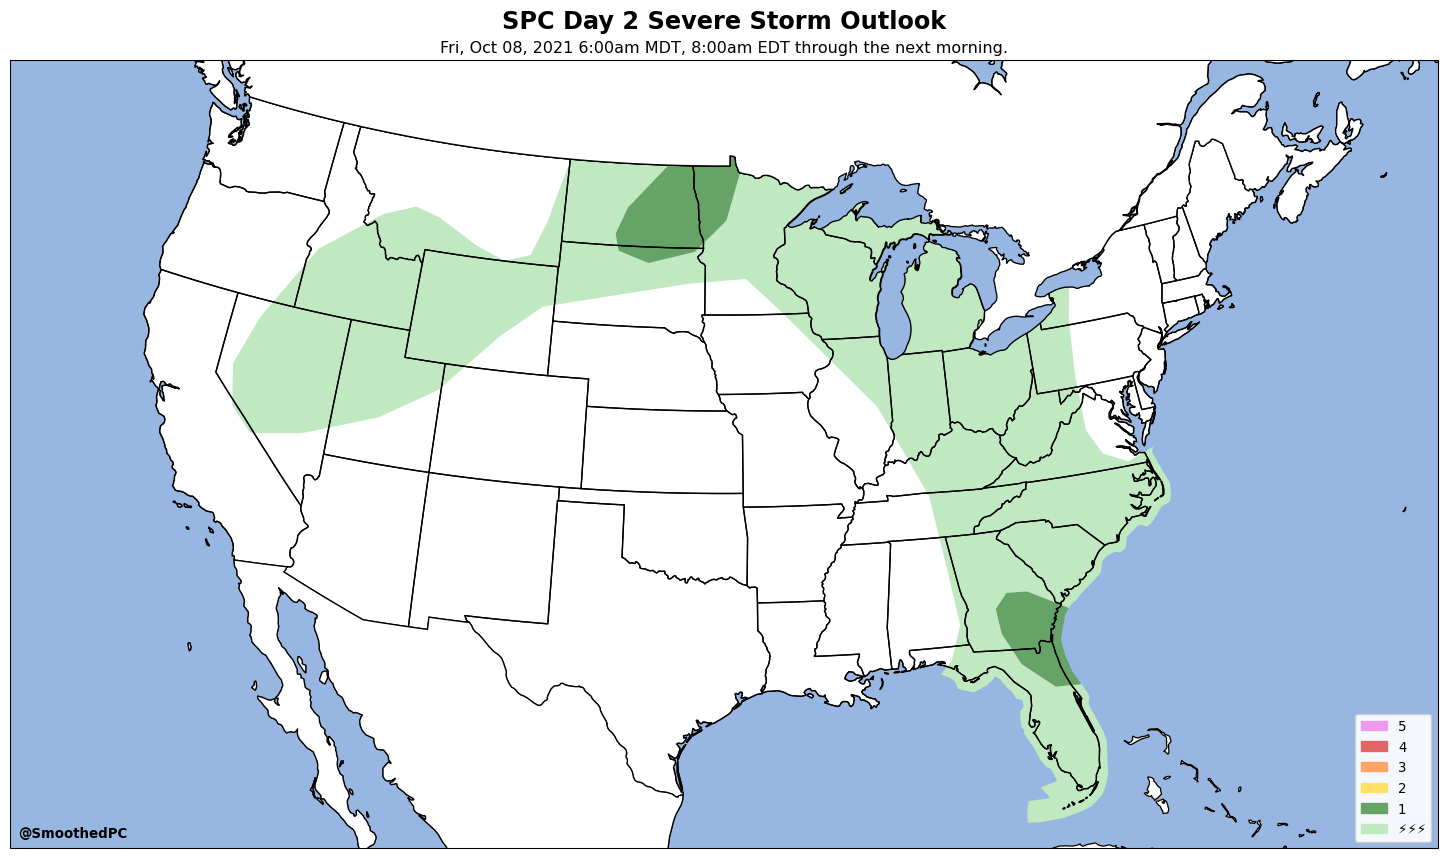 SPC Day 2 Severe Storm Outlook
Fri, Oct 08, 2021 6:00am MDT, 8:00am EDT through the next morning.
5
4
3
2
1
⚡⚡⚡
@SmoothedPC